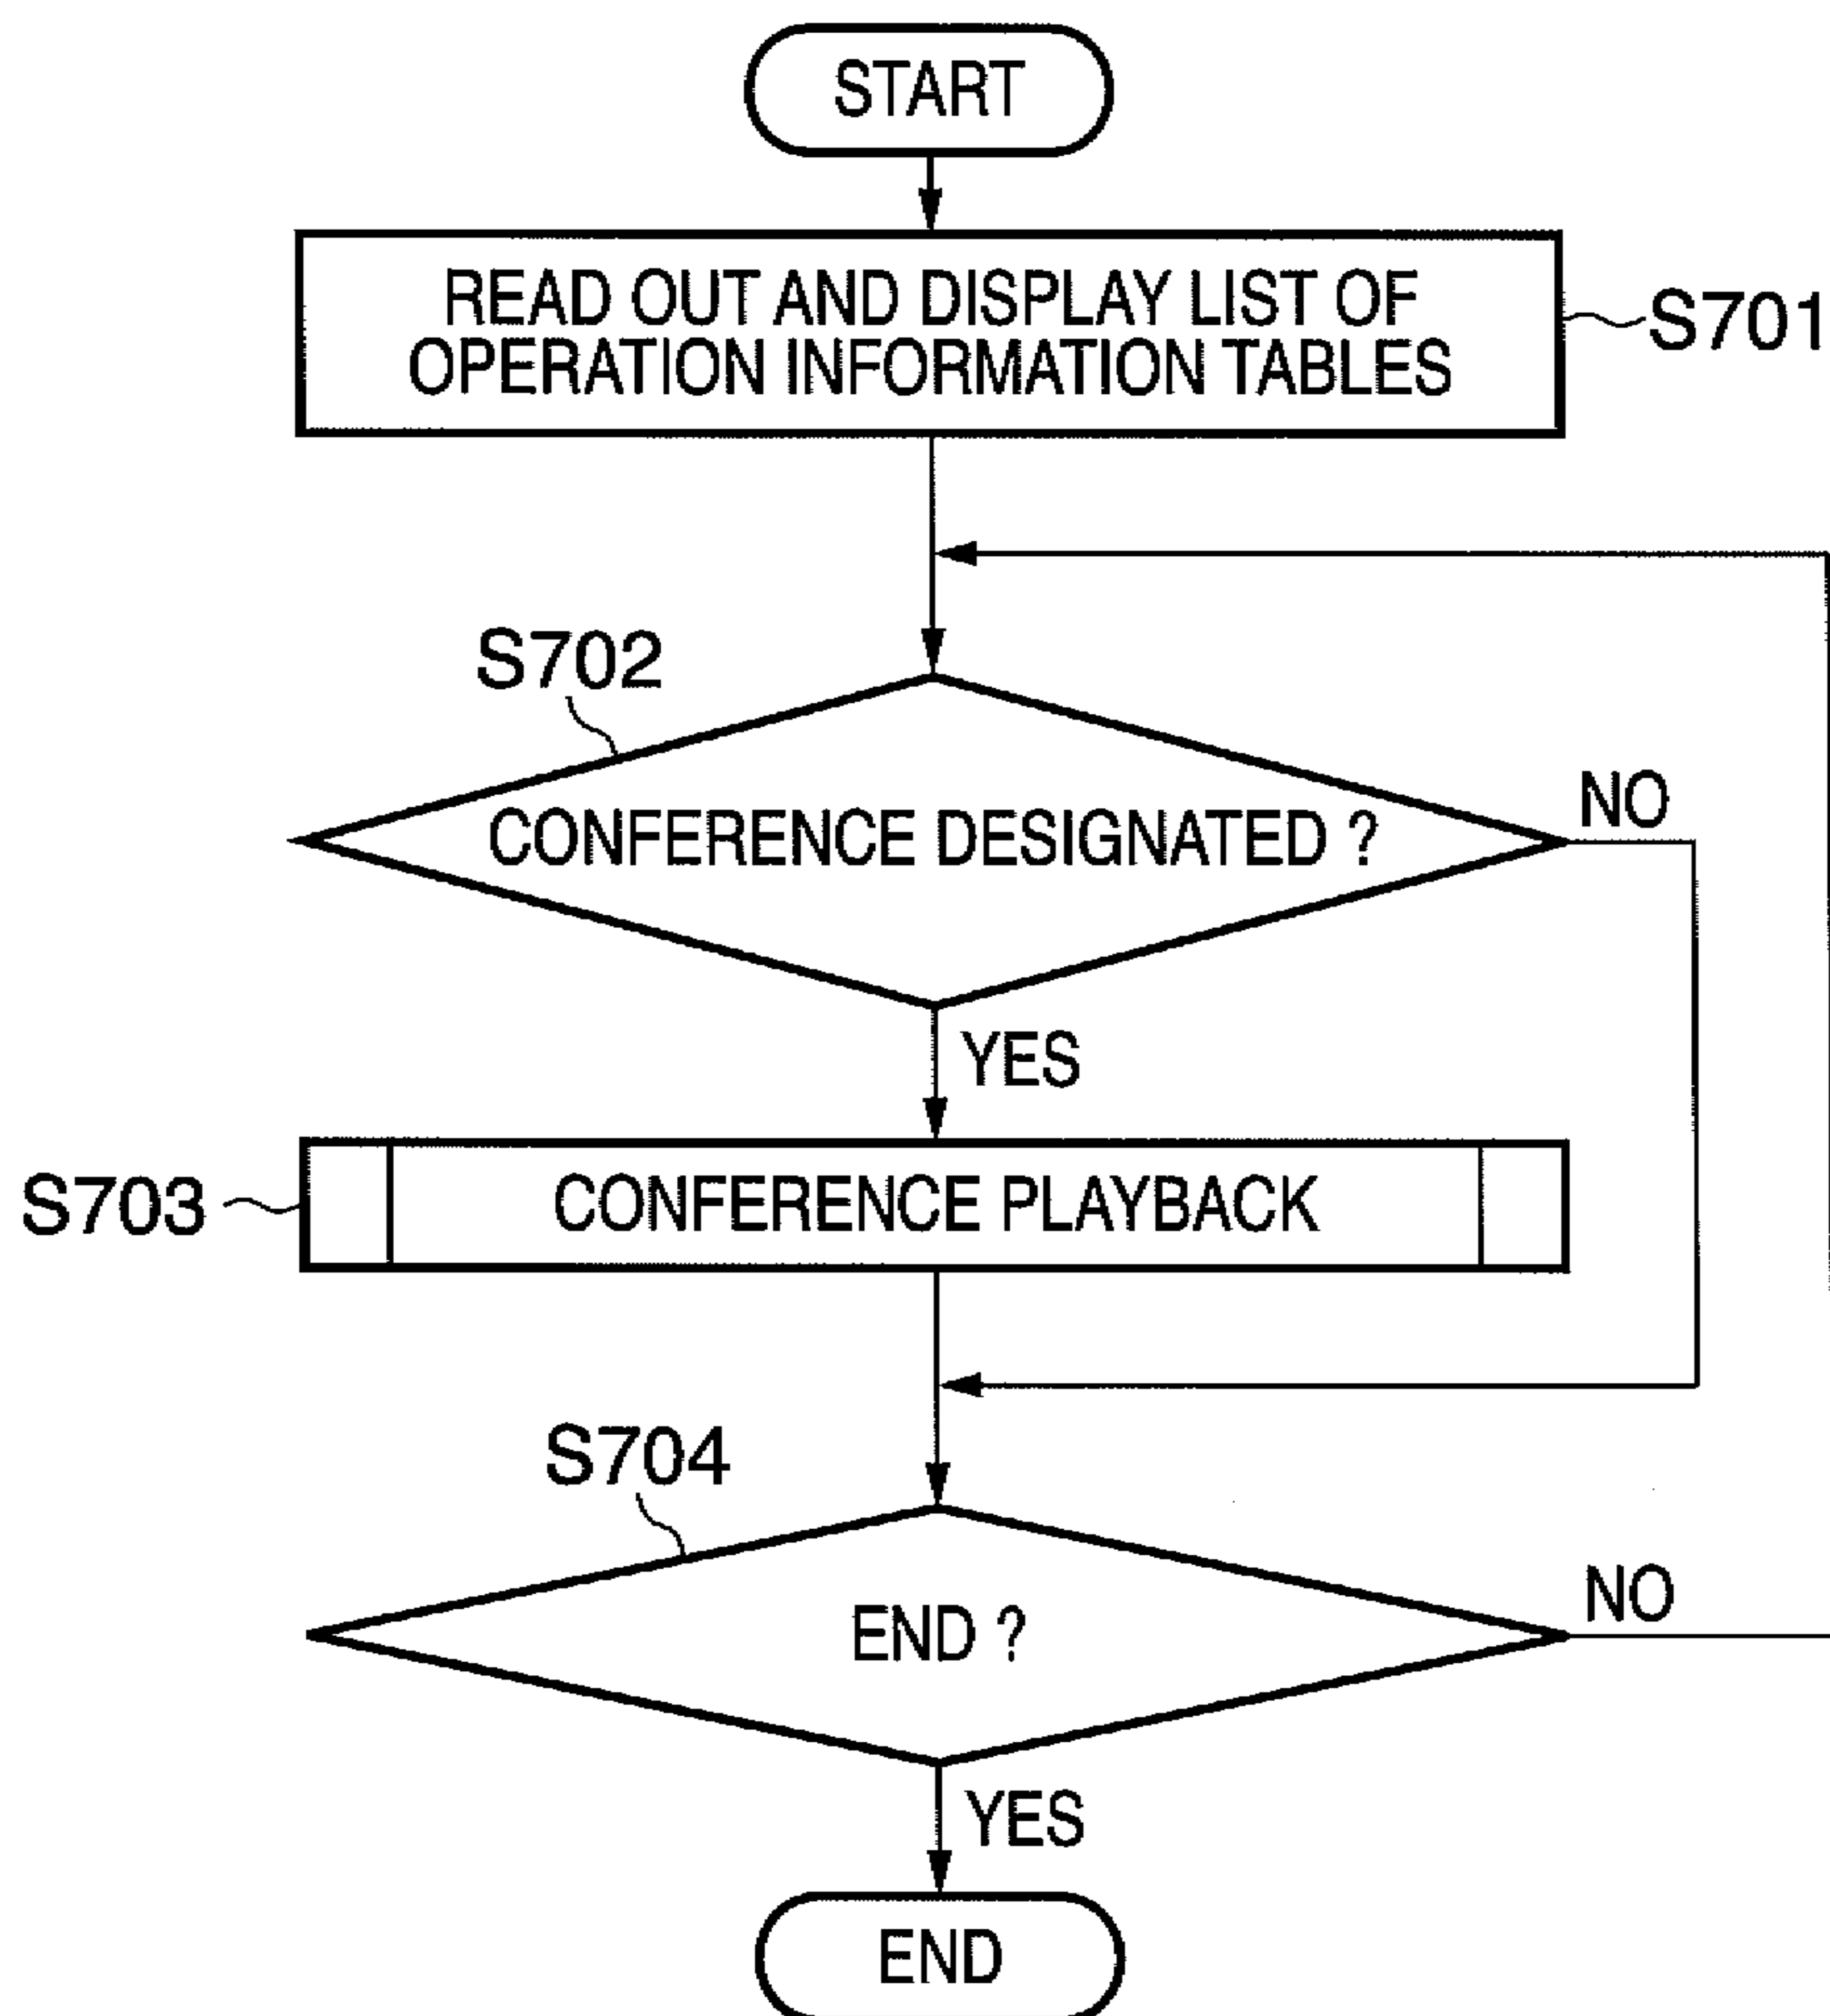 START
READ OUT AND DISPLAY LIST OF
OPERATION INFORMATION TABLES
S701
S702
CONFERENCE DESIGNATED ?
NO
YES
S703
CONFERENCE PLAYBACK
S704
END ?
NO
YES
END